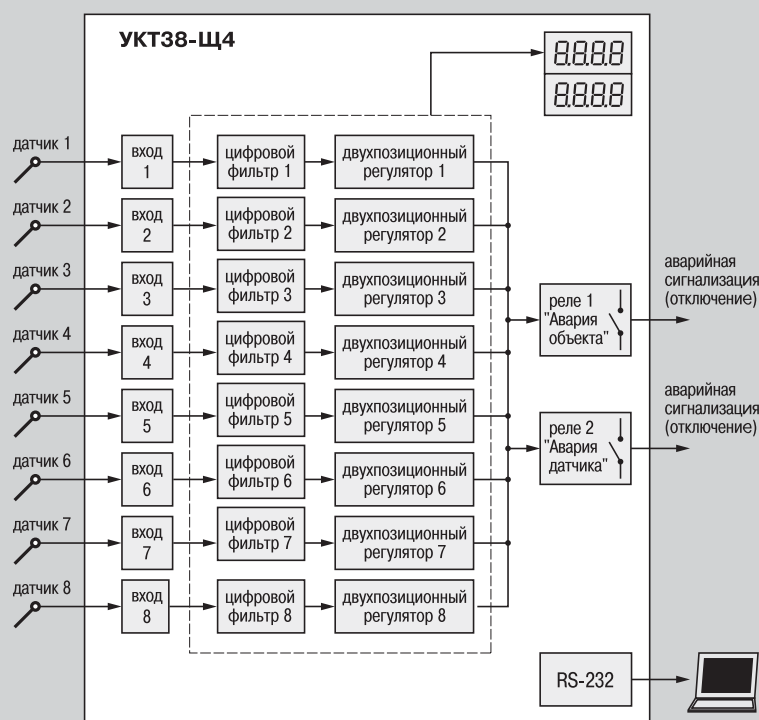 УКТ38-Щ4
8.8.8.8
8.8.8.8
датчик 1
вход
1
цифровой
фильтр 1
двухпозиционный
регулятор 1
датчик 2
вход
2
цифровой
фильтр 2
двухпозиционный
регулятор 2
датчик 3
вход
3
цифровой
фильтр 3
двухпозиционный
регулятор 3
реле 1
"Авария
объекта"
аварийная
сигнализация
(отключение)
датчик 4
вход
4
цифровой
фильтр 4
двухпозиционный
регулятор 4
датчик 5
вход
5
цифровой
фильтр 5
двухпозиционный
регулятор 5
реле 2
"Авария
датчика"
аварийная
сигнализация
(отключение)
датчик 6
вход
6
цифровой
фильтр 6
двухпозиционный
регулятор 6
датчик 7
вход
7
цифровой
фильтр 7
двухпозиционный
регулятор 7
датчик 8
вход
8
цифровой
фильтр 8
двухпозиционный
регулятор 8
RS-232